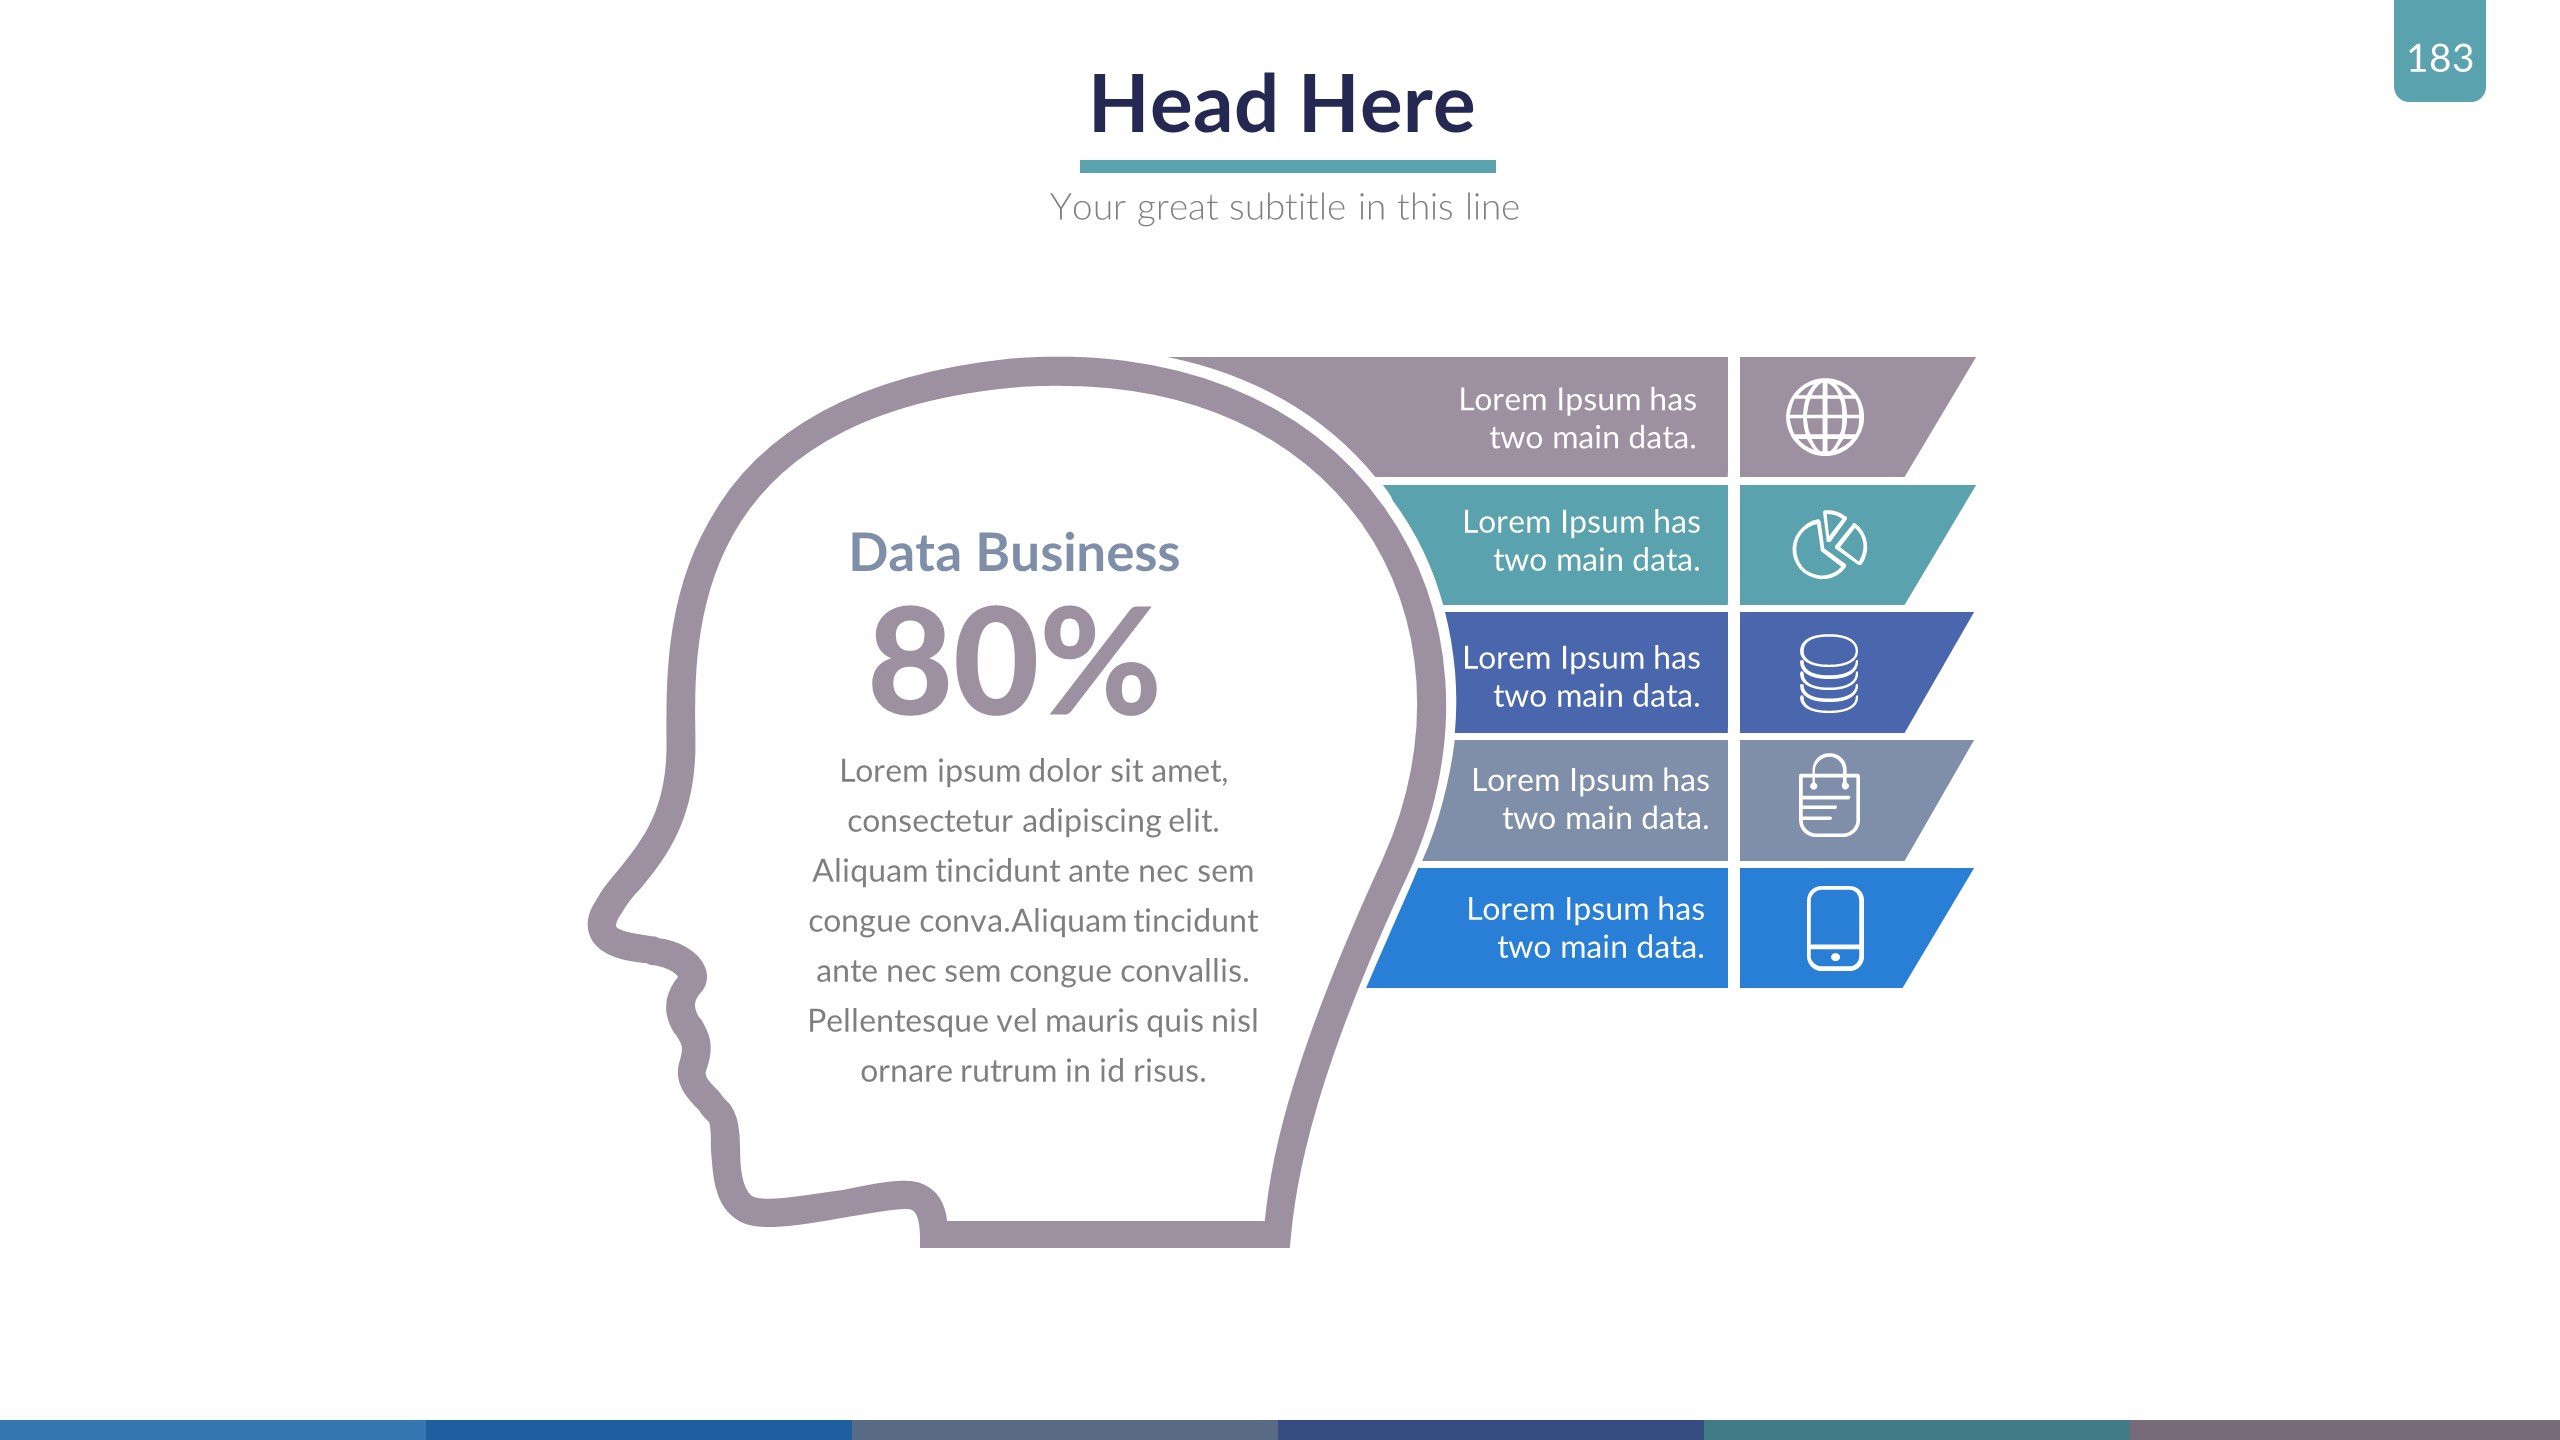 183
Head Here
Your great subtitle in this line
Data Business
80%
Lorem ipsum dolor sit amet,
consectetur adipiscing elit.
Aliquam tincidunt ante nec sem
congue conva.Aliquam tincidunt
ante nec sem congue convallis.
Pellentesque vel mauris quis nisl
ornare rutrum in id risus.
Lorem Ipsum has
two main data.
Lorem Ipsum has
two main data.
Lorem Ipsum has
two main data.
Lorem Ipsum has
two main data.
Lorem Ipsum has
two main data.